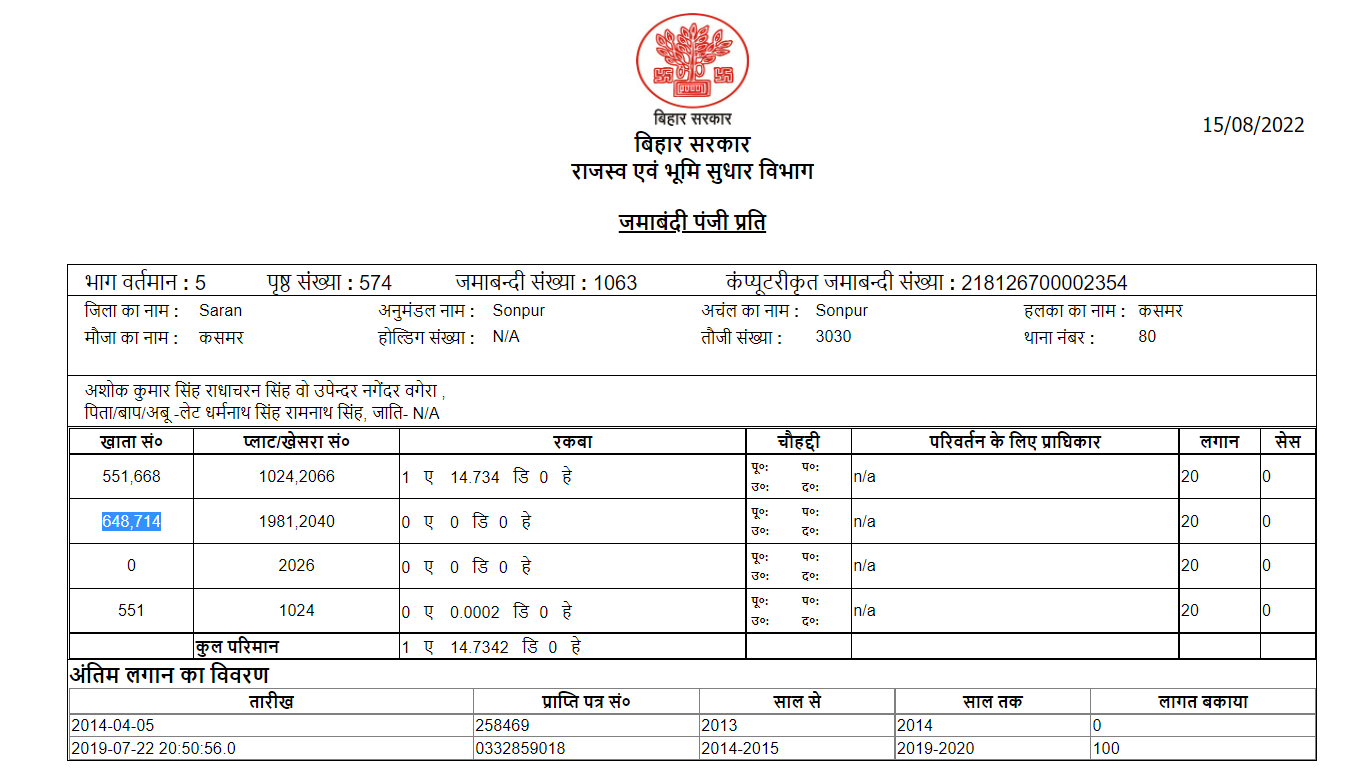 बिहार सरकार
15/08/2022
बिहार सरकार
राजस्व एवं भूमि सुधार विभाग
जमाबंदी पंजी प्रति
भाग वर्तमान : 5 पृष्ठ संख्या : 574 जमाबन्दी संख्या : 1063 कंप्यूटरीकृत जमाबन्दी संख्या : 218126700002354
जिला का नाम : Saran अनुमंडल नाम : Sonpur अचंल का नाम : Sonpur हलका का नाम : कसमर
मौजा का नाम : कसमर होल्डिग संख्या : N/A तौजी संख्या : 3030 थाना नंबर : 80
अशोक कुमार सिंह राधाचरन सिंह वो उपेन्दर नगेंदर वगेरा ,
पिता/बाप/अबू -लेट धर्मनाथ सिंह रामनाथ सिंह, जाति- N/A
खाता सं० प्लाट/खेसरा सं० रकबा चौहद्दी परिवर्तन के लिए प्राघिकार लगान सेस
551,668 1024,2066 1 ए 14.734 डि 0 हे पू०: प०: n/a 20 0
उ०: द०:
648,714 1981,2040 0 ए 0 डि 0 हे पू०: प०: n/a 20 0
उ०: द०:
0 2026 0 ए 0 डि 0 हे पू०: प०: n/a 20 0
उ०: द०:
551 1024 0 ए 0.0002 डि 0 हे पू०: प०: n/a 20 0
उ०: द०:
कुल परिमान 1 ए 14.7342 डि 0 हे
अंतिम लगान का विवरण
तारीख प्राप्ति पत्र सं० साल से साल तक लागत बकाया
2014-04-05 258469 2013 2014 0
2019-07-22 20:50:56.0 0332859018 2014-2015 2019-2020 100